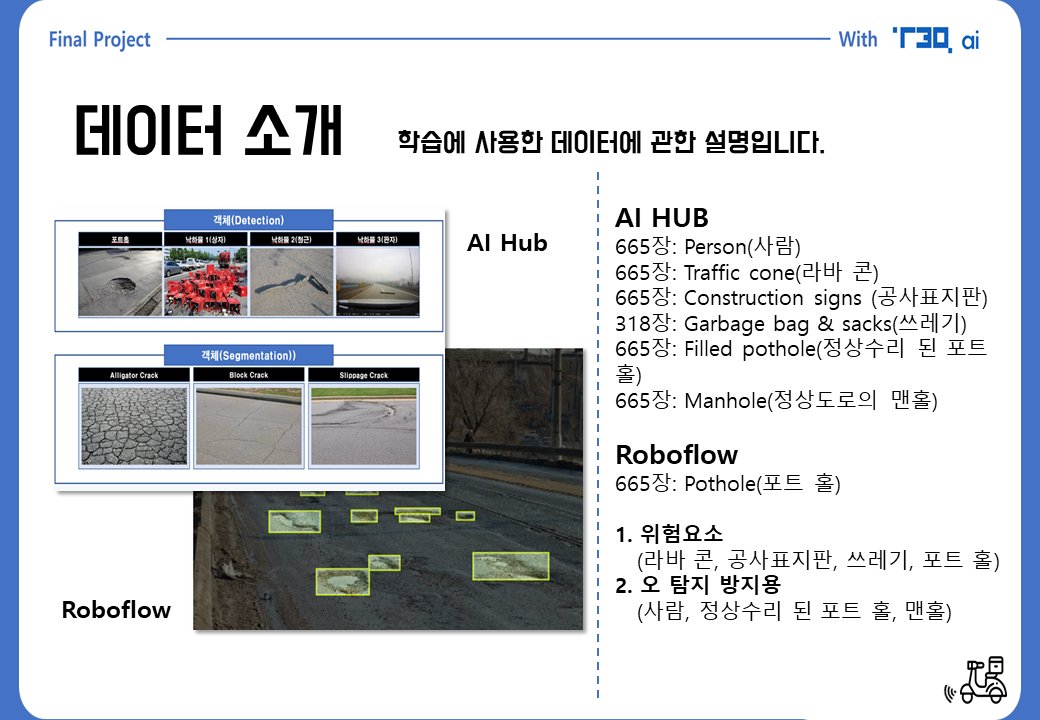 Final Project
With
ai
데이터 소개
학습에 사용한 데이터에 관한 설명입니다.
객체(Detection)
포트홀
낙하물 1(상자)
낙하물 2(철근)
낙하물 3(판자)
AI Hub
객체(Segmentation))
Alligator Crack
Block Crack
Slippage Crack
Roboflow
AI HUB
665장: Person(사람)
665장: Traffic cone(라바 콘)
665장: Construction signs (공사표지판)
318장: Garbage bag & sacks(쓰레기)
665장: Filled pothole(정상수리 된 포트
홀)
665장: Manhole(정상도로의 맨홀)
Roboflow
665장: Pothole(포트 홀)
1. 위험요소
(라바 콘, 공사표지판, 쓰레기, 포트 홀)
2. 오 탐지 방지용
(사람, 정상수리 된 포트 홀, 맨홀)